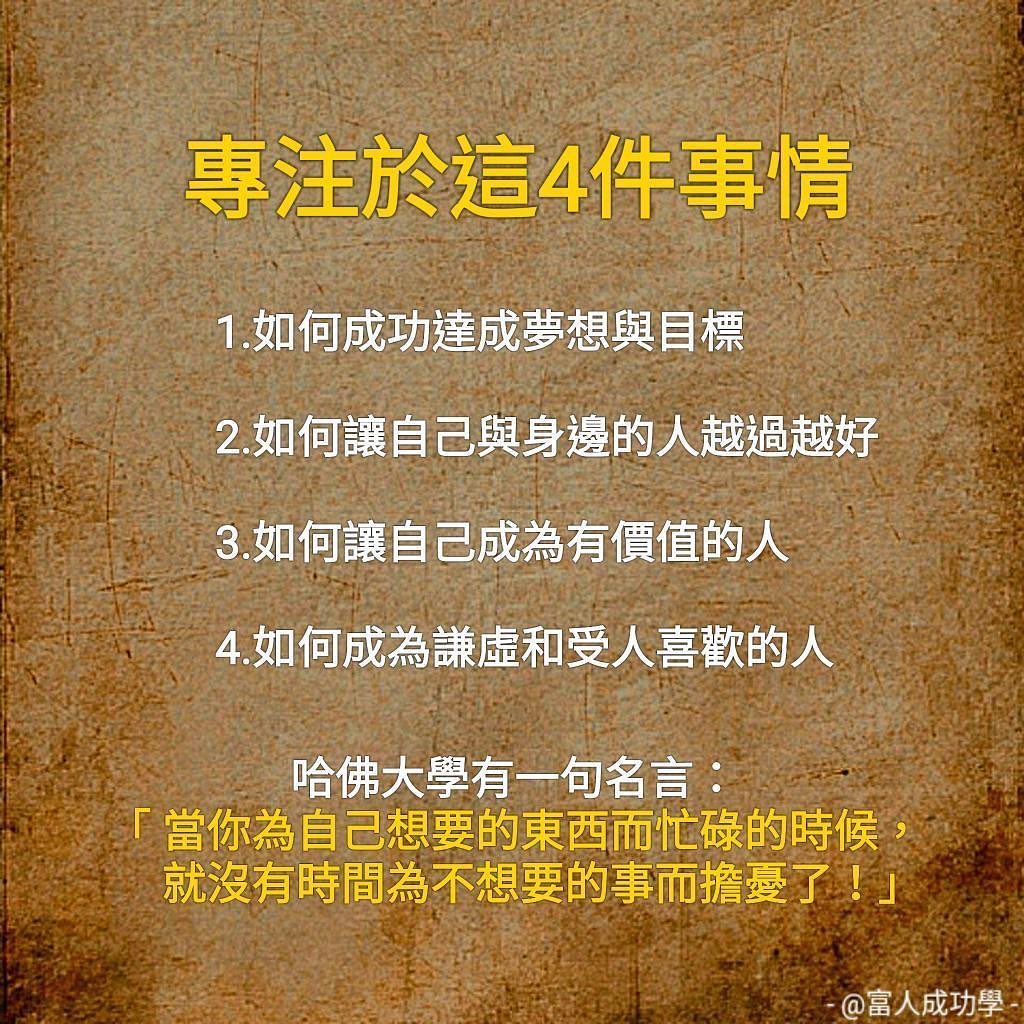 專注於這4件事情
1.如何成功達成夢想與目標
2.如何讓自己與身邊的人越過越好
3.如何讓自己成為有價值的人
4.如何成為謙虛和受人喜歡的人
哈佛大學有一句名言：
「當你為自己想要的東西而忙碌的時候，
就沒有時間為不想要的事而擔憂了！」
- @富人成功學 -